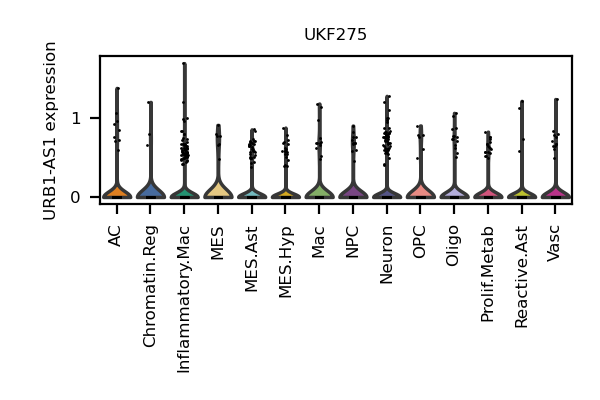 UKF275
URB1-AS1 expression
1
0
AC
Chromatin.Reg
Inflammatory.Mac
MES
MES.Ast
MES.Hyp
Mac
NPC
Neuron
OPC
Oligo
Prolif.Metab
Reactive.Ast
Vasc